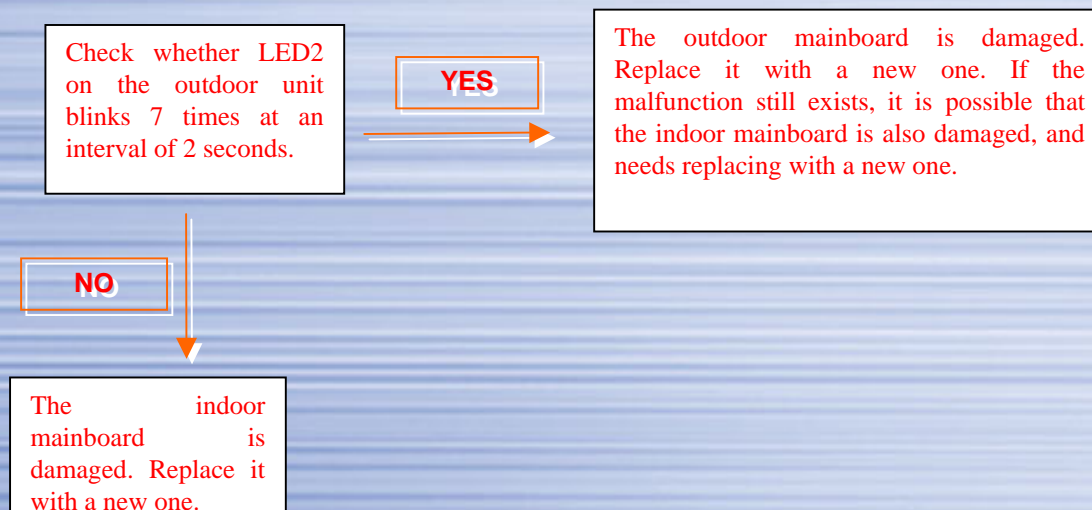 Check whether LED2
on the outdoor unit
blinks 7 times at an
interval of 2 seconds.
YES
The outdoor mainboard is damaged.
Replace it with a new one. If the
malfunction still exists, it is possible that
the indoor mainboard is also damaged, and
needs replacing with a new one.
NO
The indoor
mainboard is
damaged. Replace it
with a new one.